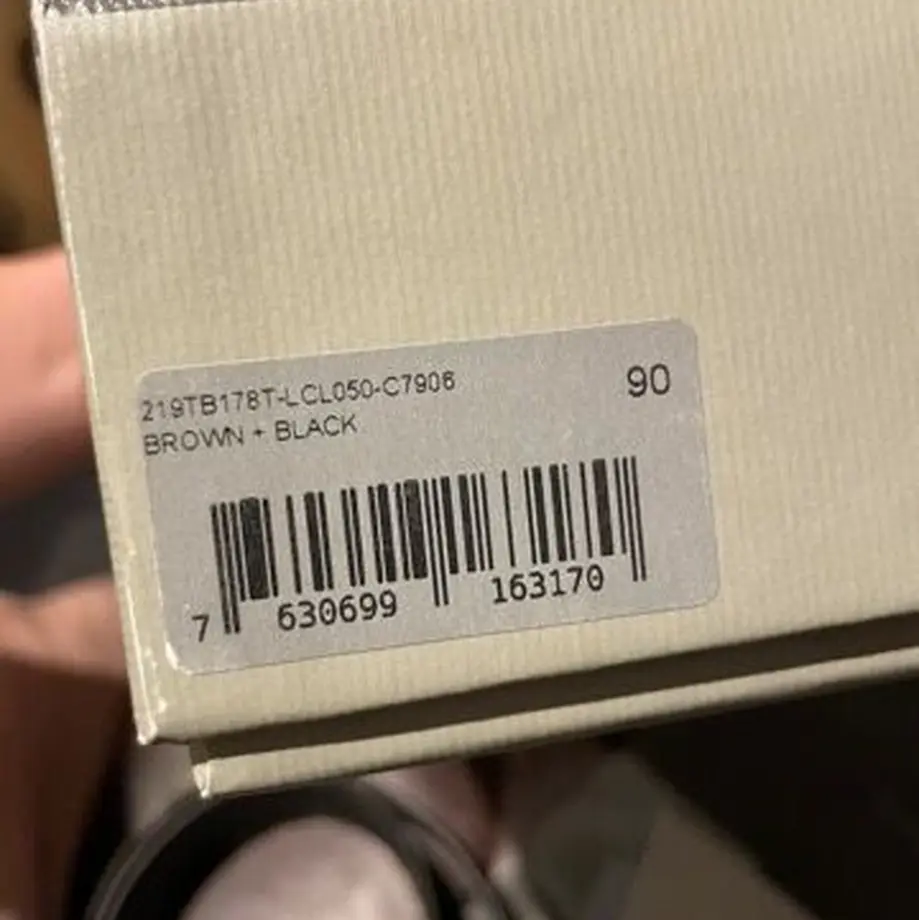 219TB178T-LCL050-C7906 90
BROWN + BLACK
7 630699 163170